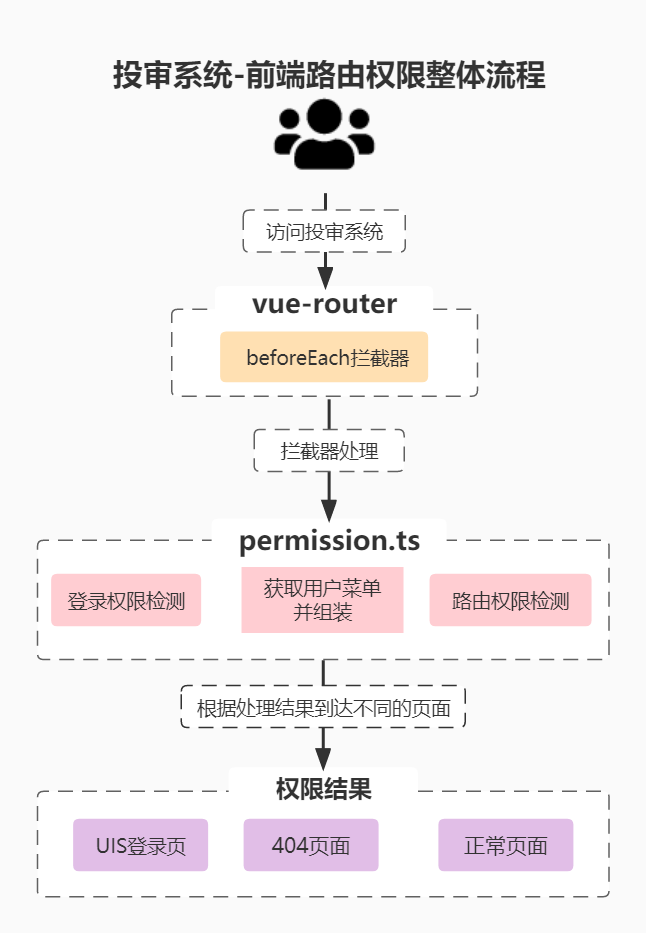 投审系统-前端路由权限整体流程
访问投审系统
vue-router
beforeEach拦截器
拦截器处理
permission.ts
登录权限检测
获取用户菜单
并组装
路由权限检测
根据处理结果到达不同的页面
权限结果
UIS登录页
404页面
正常页面